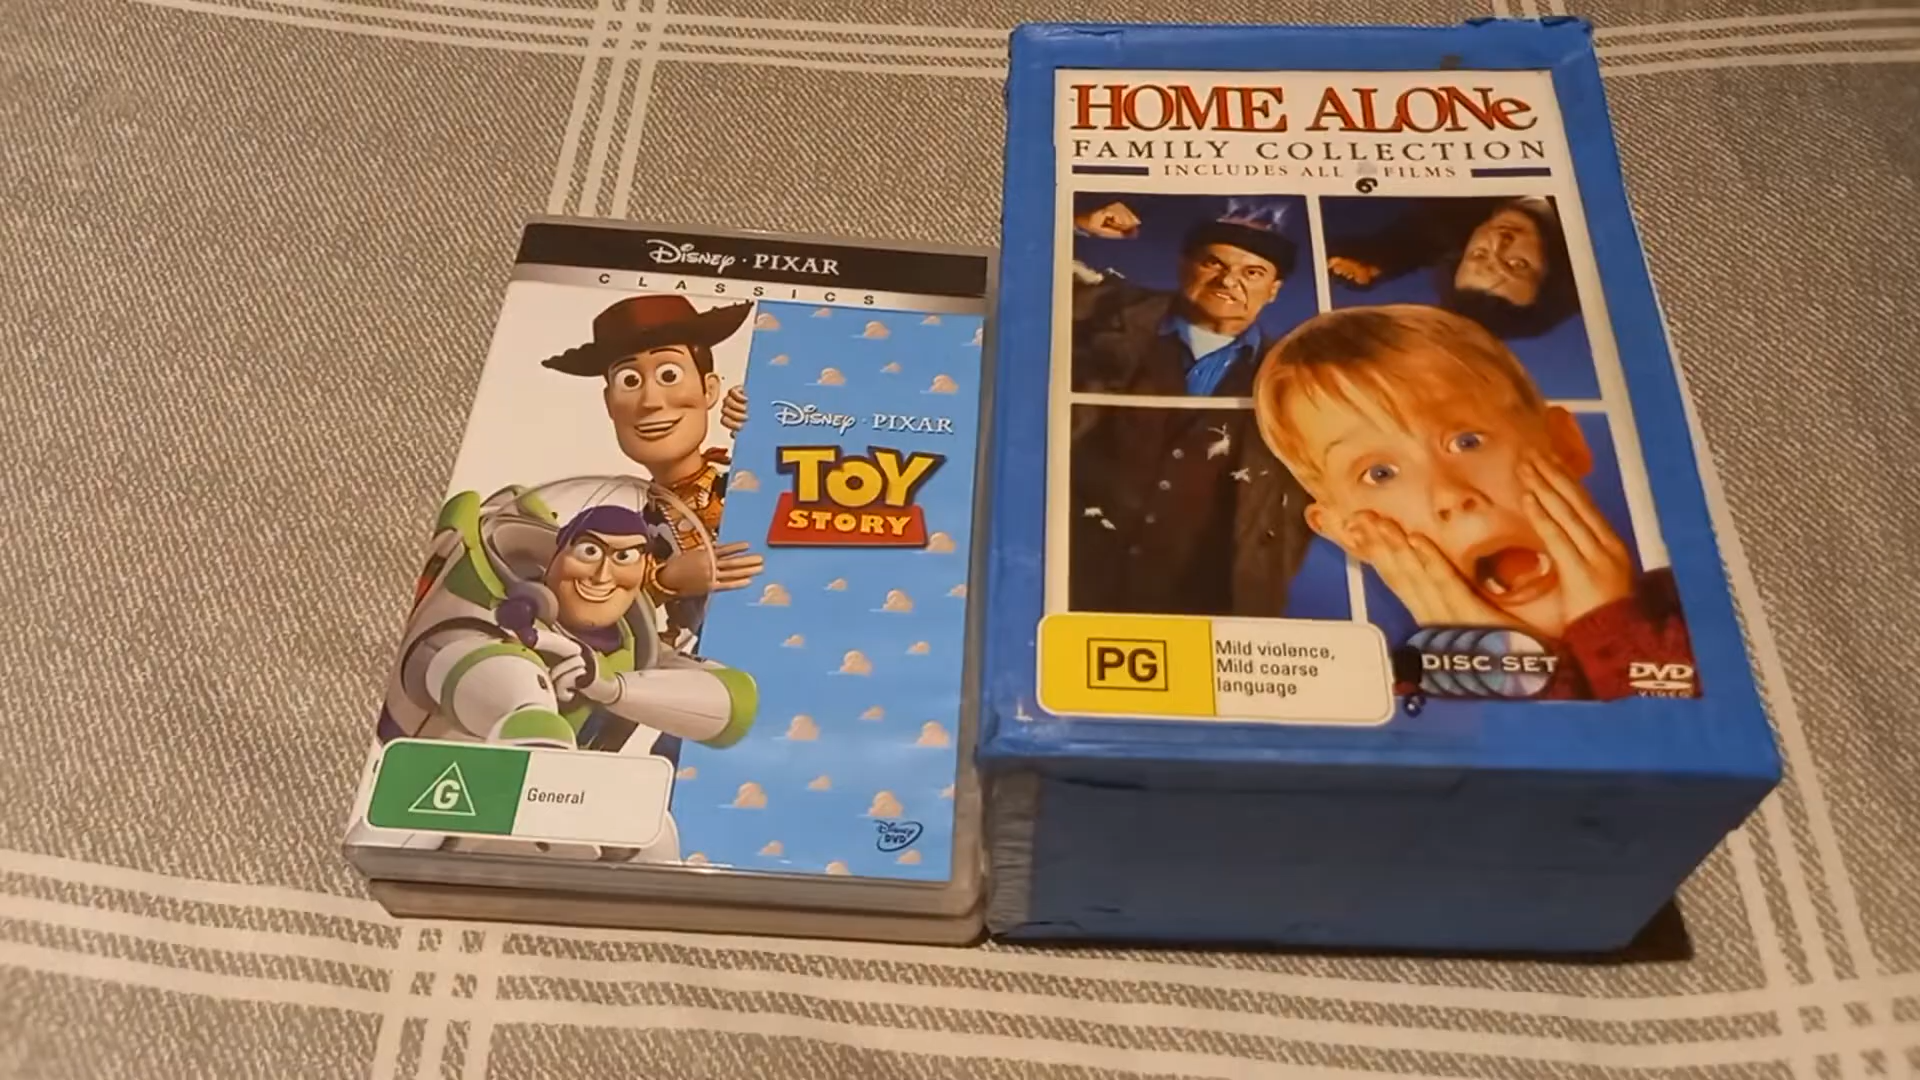 DISNEY · PIXAR
CLASSICS
DISNEY · PIXAR
TOY
STORY
G
General
DISNEY
DVD
HOME ALONe
FAMILY COLLECTION
INCLUDES ALL 6 FILMS
PG
Mild violence,
Mild coarse
language
DISC SET
DVD
VIDEO